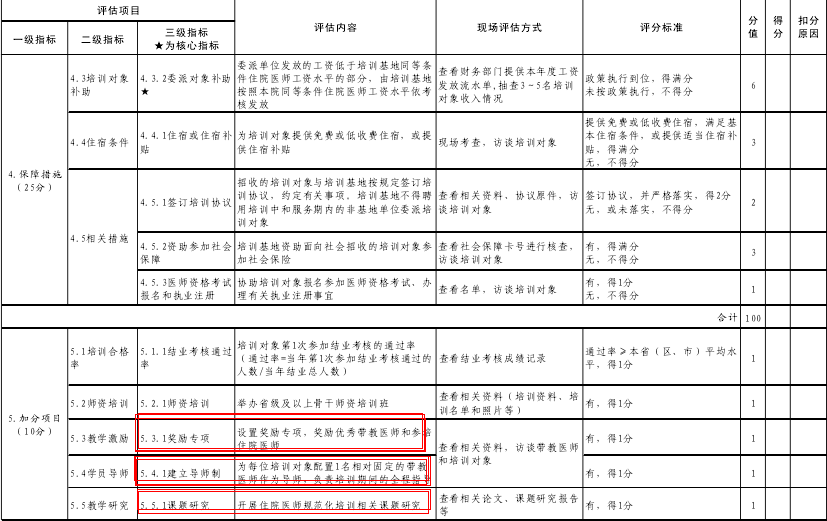 评估项目
评估内容
现场评估方式
评分标准
分值
得分
扣分原因
一级指标
二级指标
三级指标
★为核心指标
4.保障措施
（25分）
4.3培训对象
补助
4.3.2委派对象补助
★
委派单位发放的工资低于培训基地同等条
件住院医师工资水平的部分，由培训基地
按照本院同等条件住院医师工资水平依考
核发放
查看财务部门提供本年度工资
发放流水单,抽查3-5名培训
对象收入情况
政策执行到位，得满分
未按政策执行，不得分
6
4.4住宿条件
4.4.1住宿或住宿补
贴
为培训对象提供免费或低收费住宿，或提
供住宿补贴
现场考查，访谈培训对象
提供免费或低收费住宿，满足基
本住宿条件，或提供适当住宿补
贴，得满分
无，不得分
3
4.5相关措施
4.5.1签订培训协议
招收的培训对象与培训基地按规定签订培
训协议，约定有关事项。培训基地不得聘
用培训中和服务期内的非基地单位委派培
训对象
查看相关资料、协议原件，访
谈培训对象
签订协议，并严格落实，得2分
无，或未落实，不得分
2
4.5.2资助参加社会
保障
培训基地资助面向社会招收的培训对象参
加社会保险
查看社会保障卡号进行核查，
访谈培训对象
有，得满分
无，不得分
3
4.5.3医师资格考试
报名和执业注册
协助培训对象报名参加医师资格考试、办
理有关执业注册事宜
查看名单，访谈培训对象
有，得1分
无，不得分
1
合计
100
5.加分项目
（10分）
5.1培训合格
率
5.1.1结业考核通过
率
培训对象第1次参加结业考核的通过率
（通过率=当年第1次参加结业考核通过的
人数/当年结业总人数）
查看结业考核成绩记录
通过率≥本省（区、市）平均水
平，得1分
1
5.2师资培训
5.2.1师资培训
举办省级及以上骨干师资培训班
查看相关资料（培训资料、培
训名单和照片等）
有，得1分
1
5.3教学激励
5.3.1奖励专项
设置奖励专项，奖励优秀带教医师和参培
住院医师
查看相关资料，访谈带教医师
和培训对象
有，得1分
1
5.4学员导师
5.4.1建立导师制
为每位培训对象配置1名相对固定的带教
医师作为导师，负责培训期间的全程指导
有，得1分
1
5.5教学研究
5.5.1课题研究
开展住院医师规范化培训相关课题研究
查看相关论文、课题研究报告
等
有，得1分
1